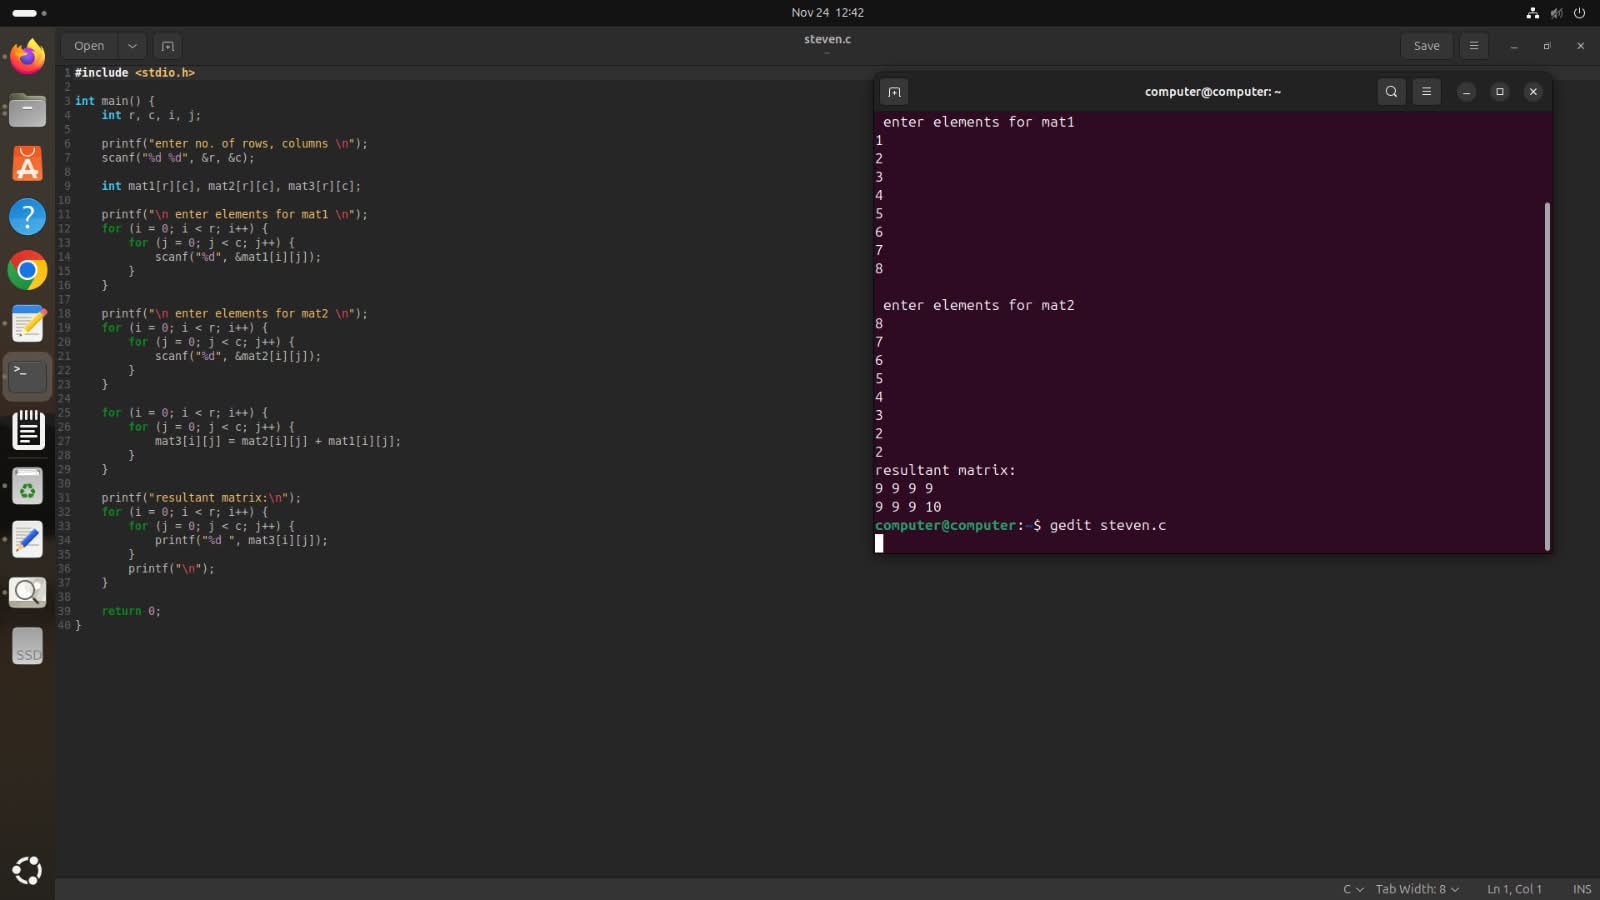 Nov 24 12:42
Open
steven.c
Save
1 #include <stdio.h>
2
3 int main() {
4     int r, c, i, j;
5
6     printf("enter no. of rows, columns \n");
7     scanf("%d %d", &r, &c);
8
9     int mat1[r][c], mat2[r][c], mat3[r][c];
10
11     printf("\n enter elements for mat1 \n");
12     for (i = 0; i < r; i++) {
13         for (j = 0; j < c; j++) {
14             scanf("%d", &mat1[i][j]);
15         }
16     }
17
18     printf("\n enter elements for mat2 \n");
19     for (i = 0; i < r; i++) {
20         for (j = 0; j < c; j++) {
21             scanf("%d", &mat2[i][j]);
22         }
23     }
24
25     for (i = 0; i < r; i++) {
26         for (j = 0; j < c; j++) {
27             mat3[i][j] = mat2[i][j] + mat1[i][j];
28         }
29     }
30
31     printf("resultant matrix:\n");
32     for (i = 0; i < r; i++) {
33         for (j = 0; j < c; j++) {
34             printf("%d ", mat3[i][j]);
35         }
36         printf("\n");
37     }
38
39     return 0;
40 }
computer@computer: ~
enter elements for mat1
1
2
3
4
5
6
7
8
enter elements for mat2
8
7
6
5
4
3
2
2
resultant matrix:
9 9 9 9
9 9 9 10
computer@computer:~$ gedit steven.c
SSD
C
Tab Width: 8
Ln 1, Col 1
INS